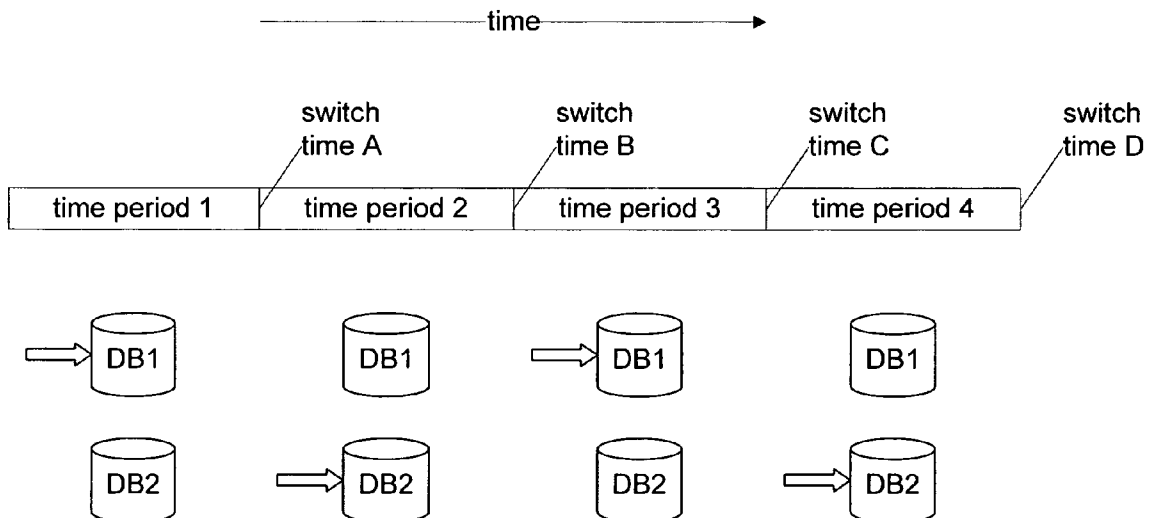 time
switch
time A
switch
time B
switch
time C
switch
time D
time period 1
time period 2
time period 3
time period 4
DB1
DB1
DB1
DB1
DB2
DB2
DB2
DB2